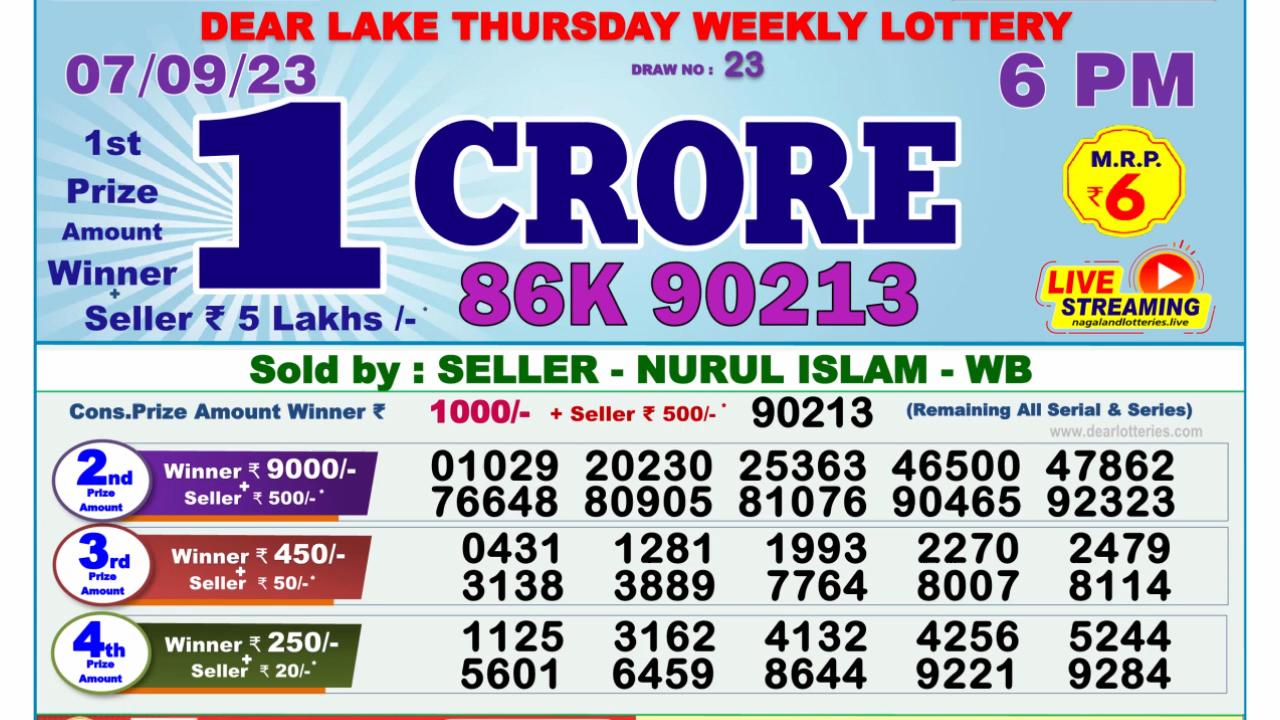 DEAR LAKE THURSDAY WEEKLY LOTTERY
07/09/23
DRAW NO : 23
6 PM
1st
Prize
Amount
Winner
+
Seller ₹ 5 Lakhs /-*
1 CRORE
86K 90213
M.R.P.
₹6
LIVE
STREAMING
nagalandlotteries.live
Sold by : SELLER - NURUL ISLAM - WB
Cons.Prize Amount Winner ₹ 1000/- + Seller ₹ 500/-* 90213 (Remaining All Serial & Series)
www.dearlotteries.com
2nd
Prize
Amount
Winner ₹ 9000/-
+
Seller ₹ 500/-*
01029 20230 25363 46500 47862
76648 80905 81076 90465 92323
3rd
Prize
Amount
Winner ₹ 450/-
+
Seller ₹ 50/-*
0431 1281 1993 2270 2479
3138 3889 7764 8007 8114
4th
Prize
Amount
Winner ₹ 250/-
+
Seller ₹ 20/-*
1125 3162 4132 4256 5244
5601 6459 8644 9221 9284